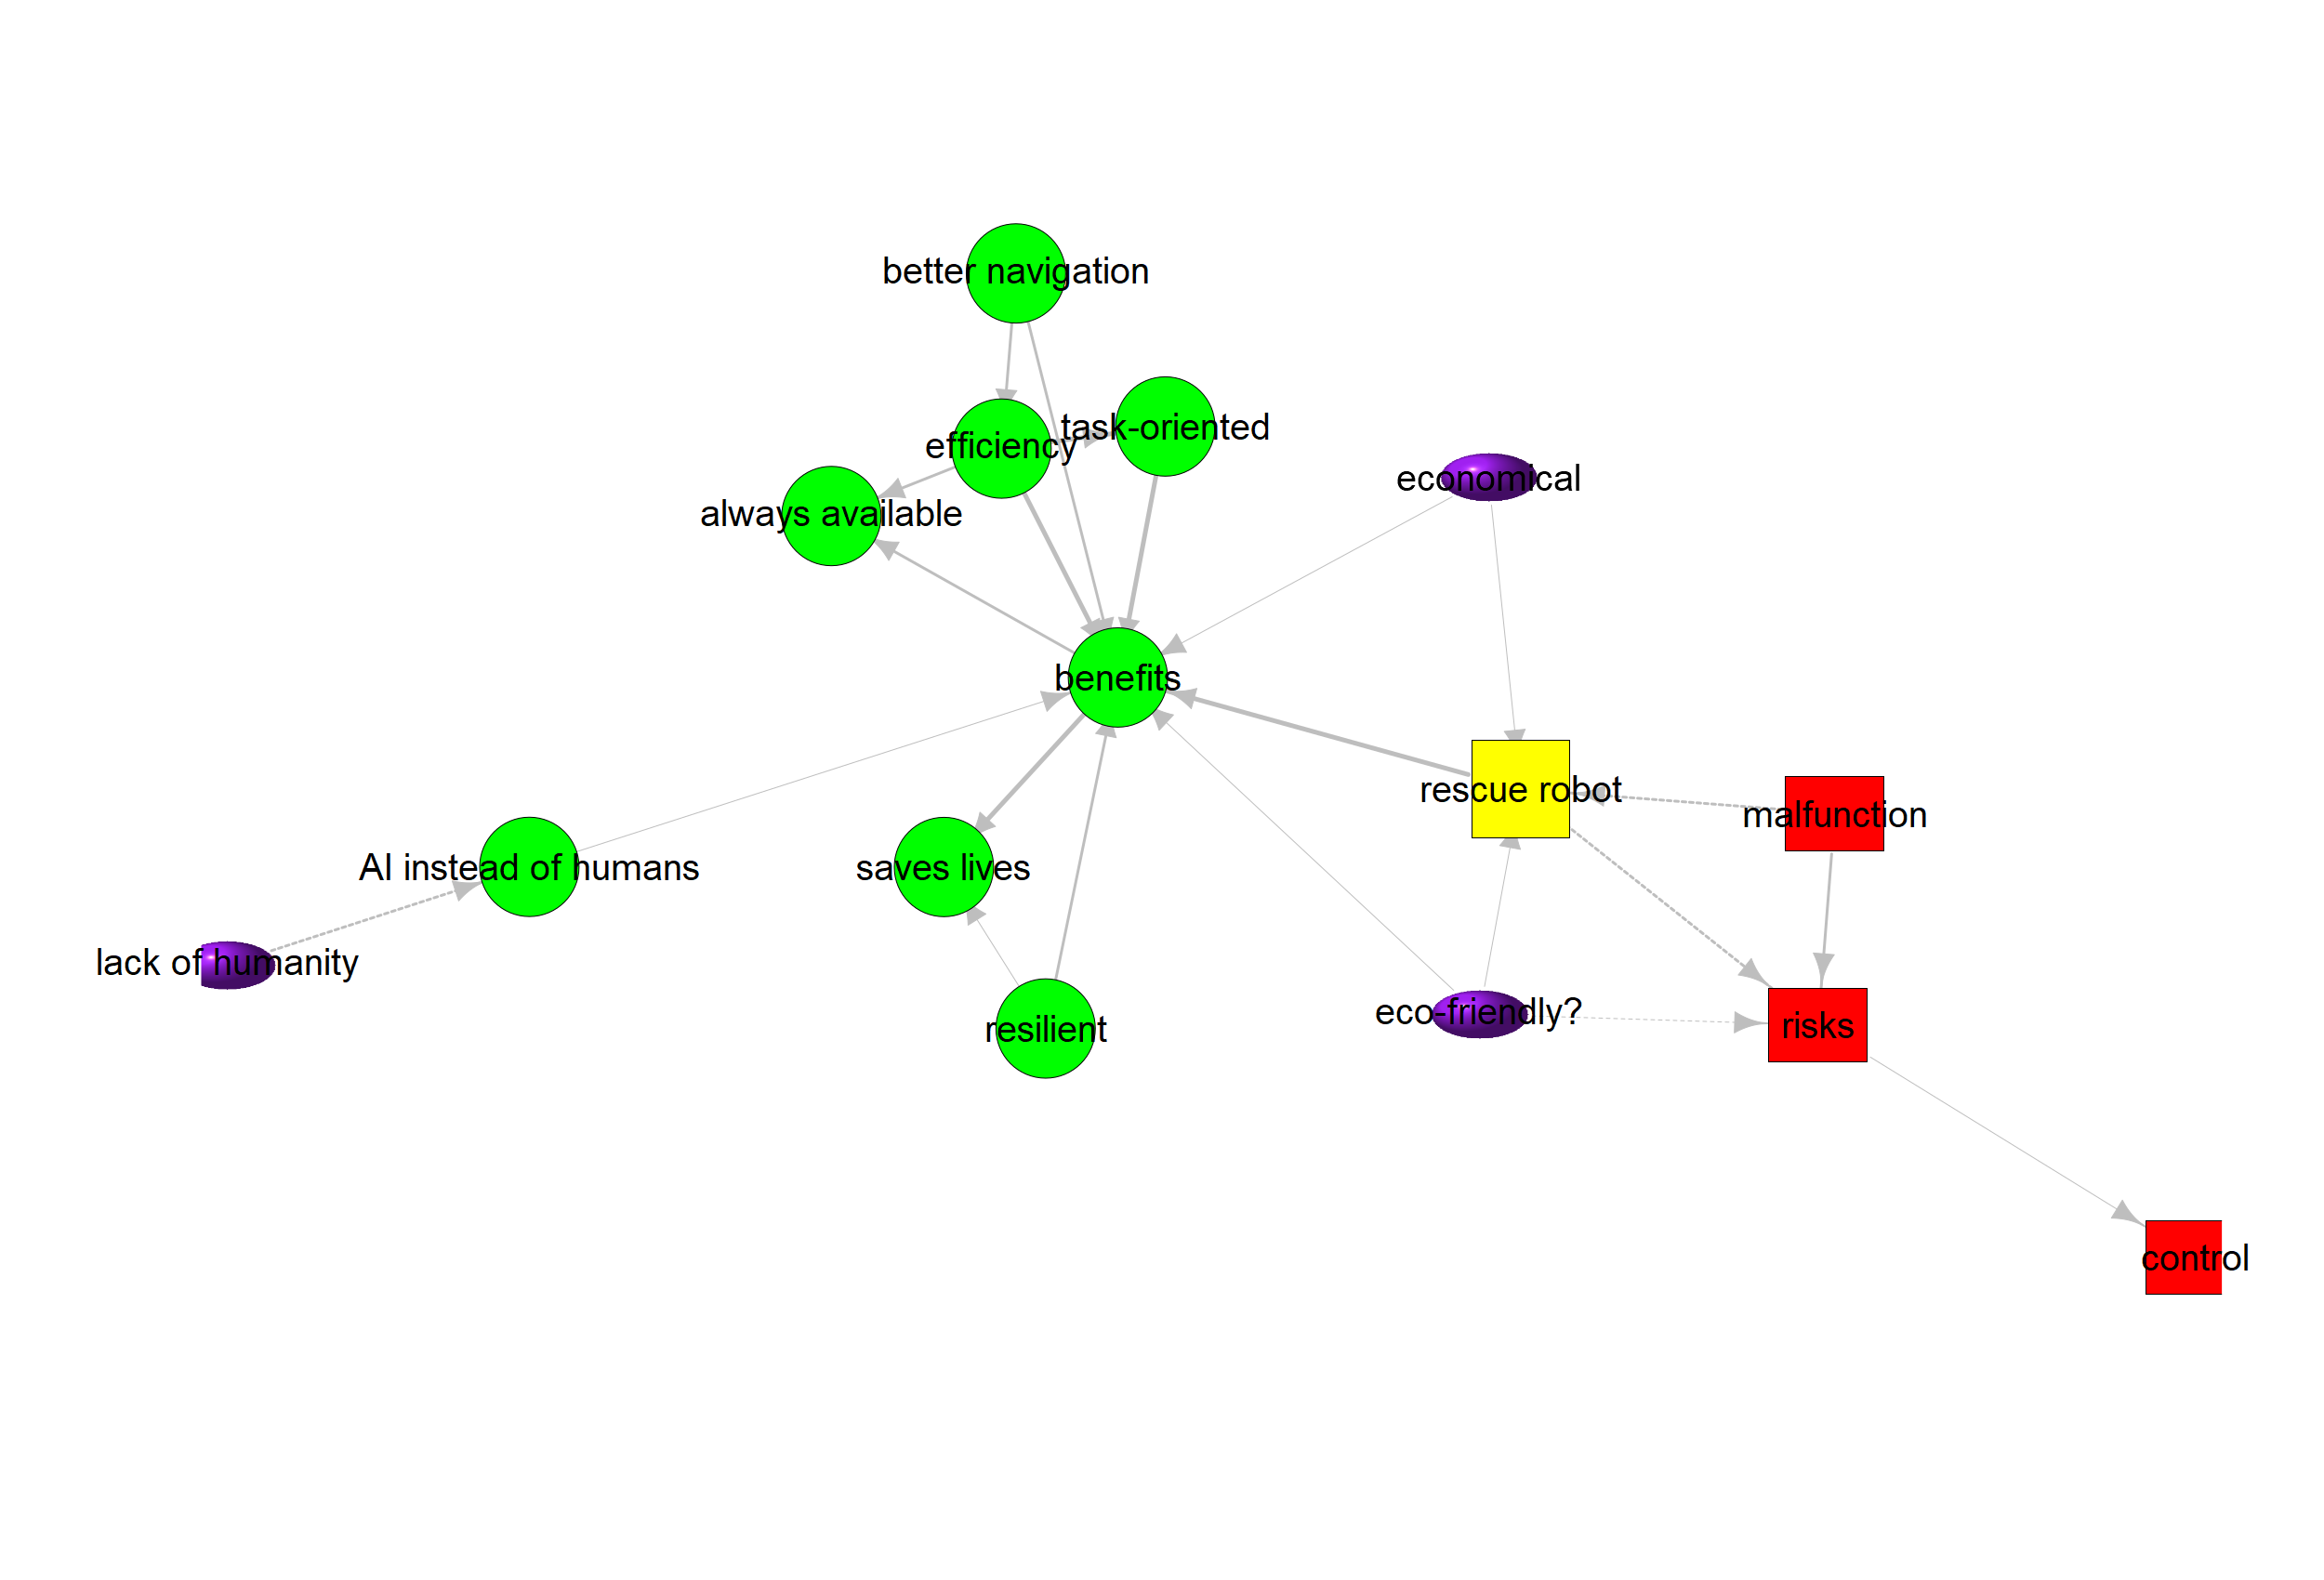 better navigation
task-oriented
efficiency
economical
always available
benefits
rescue robot
malfunction
AI instead of humans
saves lives
lack of humanity
eco-friendly?
risks
resilient
control